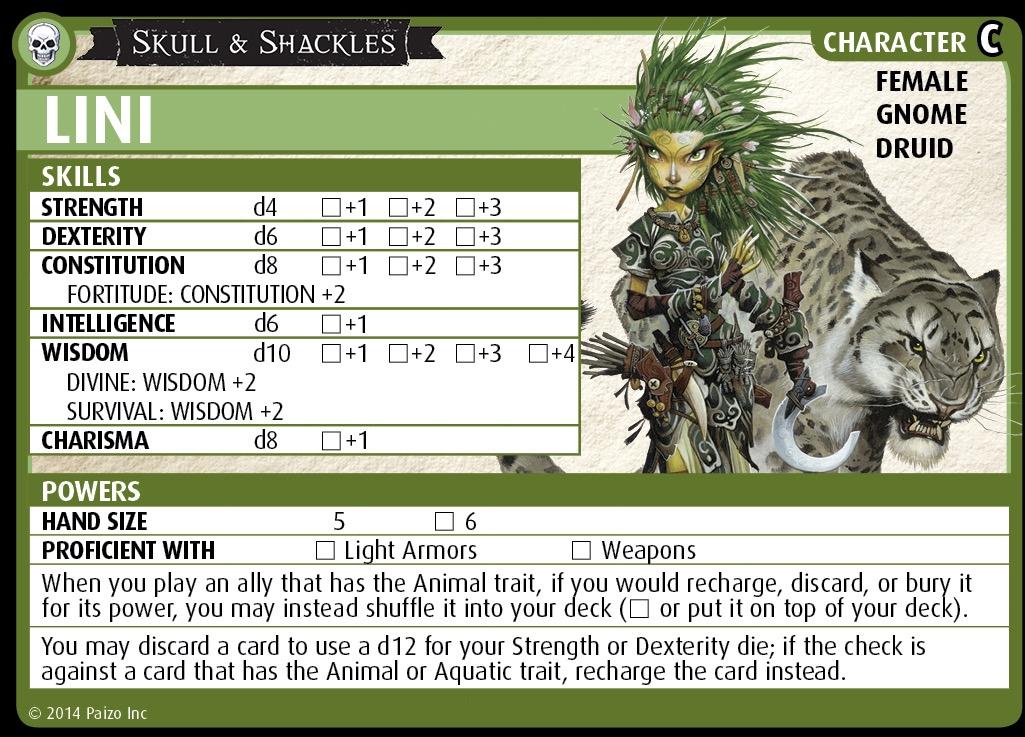 SKULL & SHACKLES
CHARACTER C
FEMALE
GNOME
DRUID
LINI
SKILLS
STRENGTH d4 ☐+1 ☐+2 ☐+3
DEXTERITY d6 ☐+1 ☐+2 ☐+3
CONSTITUTION d8 ☐+1 ☐+2 ☐+3
FORTITUDE: CONSTITUTION +2
INTELLIGENCE d6 ☐+1
WISDOM d10 ☐+1 ☐+2 ☐+3 ☐+4
DIVINE: WISDOM +2
SURVIVAL: WISDOM +2
CHARISMA d8 ☐+1
POWERS
HAND SIZE 5 ☐ 6
PROFICIENT WITH ☐ Light Armors ☐ Weapons
When you play an ally that has the Animal trait, if you would recharge, discard, or bury it
for its power, you may instead shuffle it into your deck (☐ or put it on top of your deck).
You may discard a card to use a d12 for your Strength or Dexterity die; if the check is
against a card that has the Animal or Aquatic trait, recharge the card instead.
© 2014 Paizo Inc